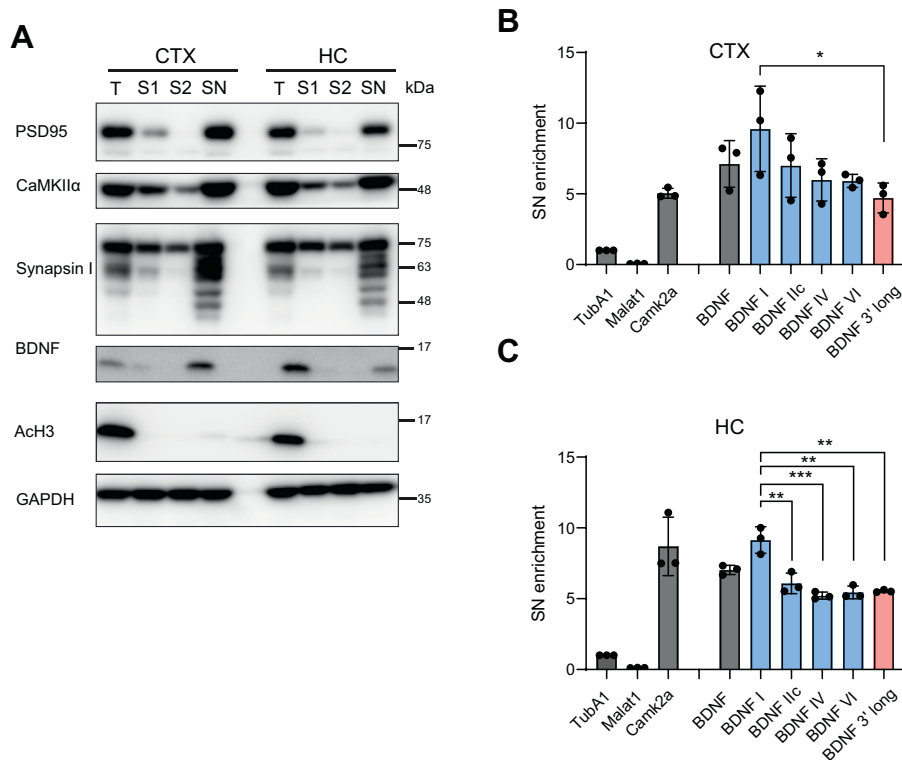 A
CTX HC
T S1 S2 SN T S1 S2 SN kDa
PSD95
75
CaMKIIα
48
Synapsin I
75
63
48
BDNF
17
AcH3
17
GAPDH
35
B
CTX
*
SN enrichment
15
10
5
0
TubA1
Malat1
Camk2a
BDNF
BDNF I
BDNF IIc
BDNF IV
BDNF VI
BDNF 3' long
C
HC
**
**
***
**
SN enrichment
15
10
5
0
TubA1
Malat1
Camk2a
BDNF
BDNF I
BDNF IIc
BDNF IV
BDNF VI
BDNF 3' long